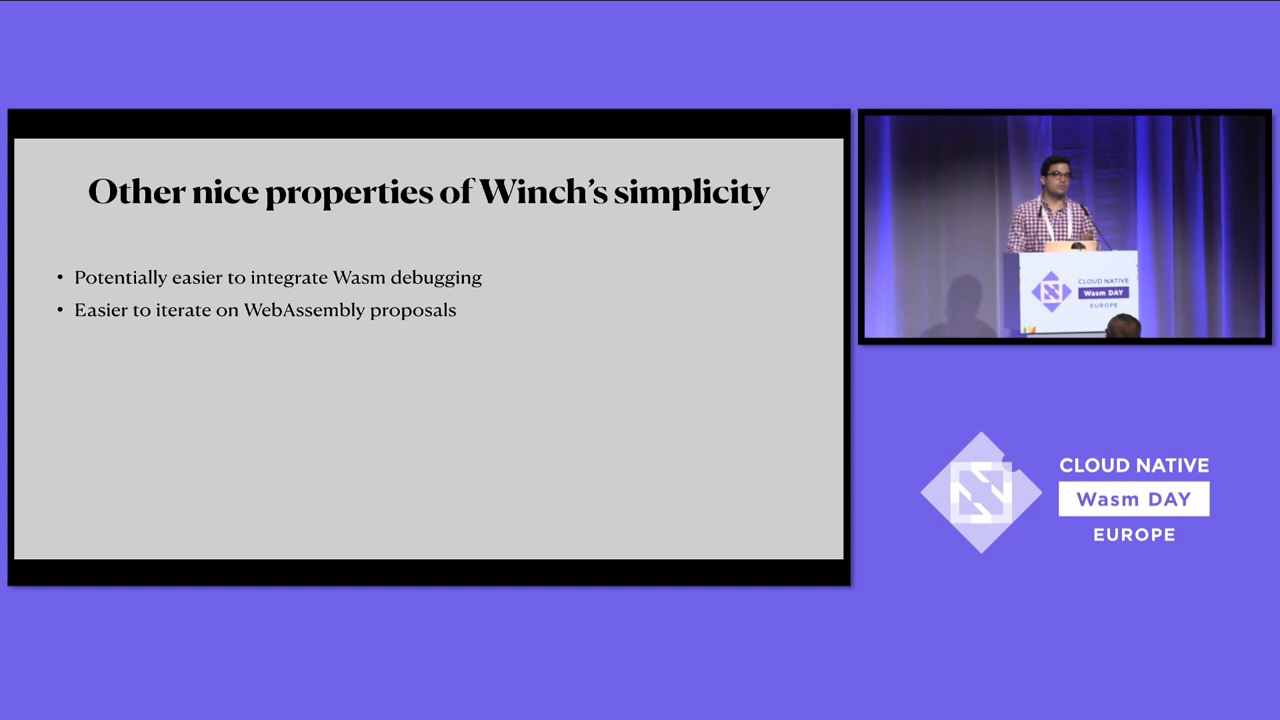 Other nice properties of Winch’s simplicity
• Potentially easier to integrate Wasm debugging
• Easier to iterate on WebAssembly proposals
CLOUD NATIVE
Wasm DAY
EUROPE
CLOUD NATIVE
Wasm DAY
EUROPE